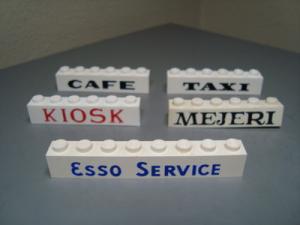 CAFE
TAXI
KIOSK
MEJERI
ESSO SERVICE